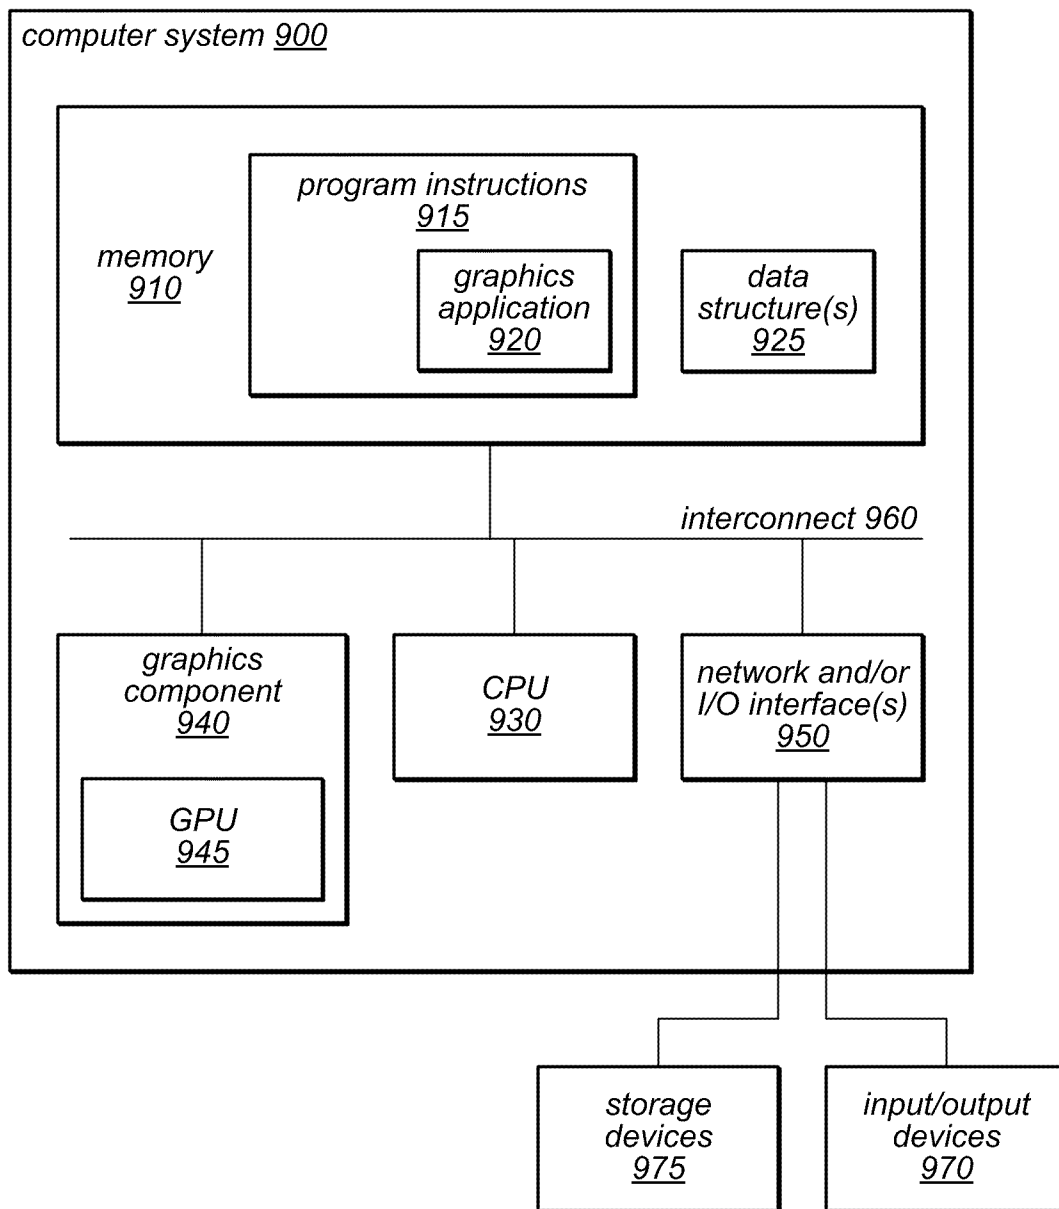 computer system 900
program instructions
915
memory
910
graphics
application
920
data
structure(s)
925
interconnect 960
graphics
component
940
GPU
945
CPU
930
network and/or
I/O interface(s)
950
storage
devices
975
input/output
devices
970